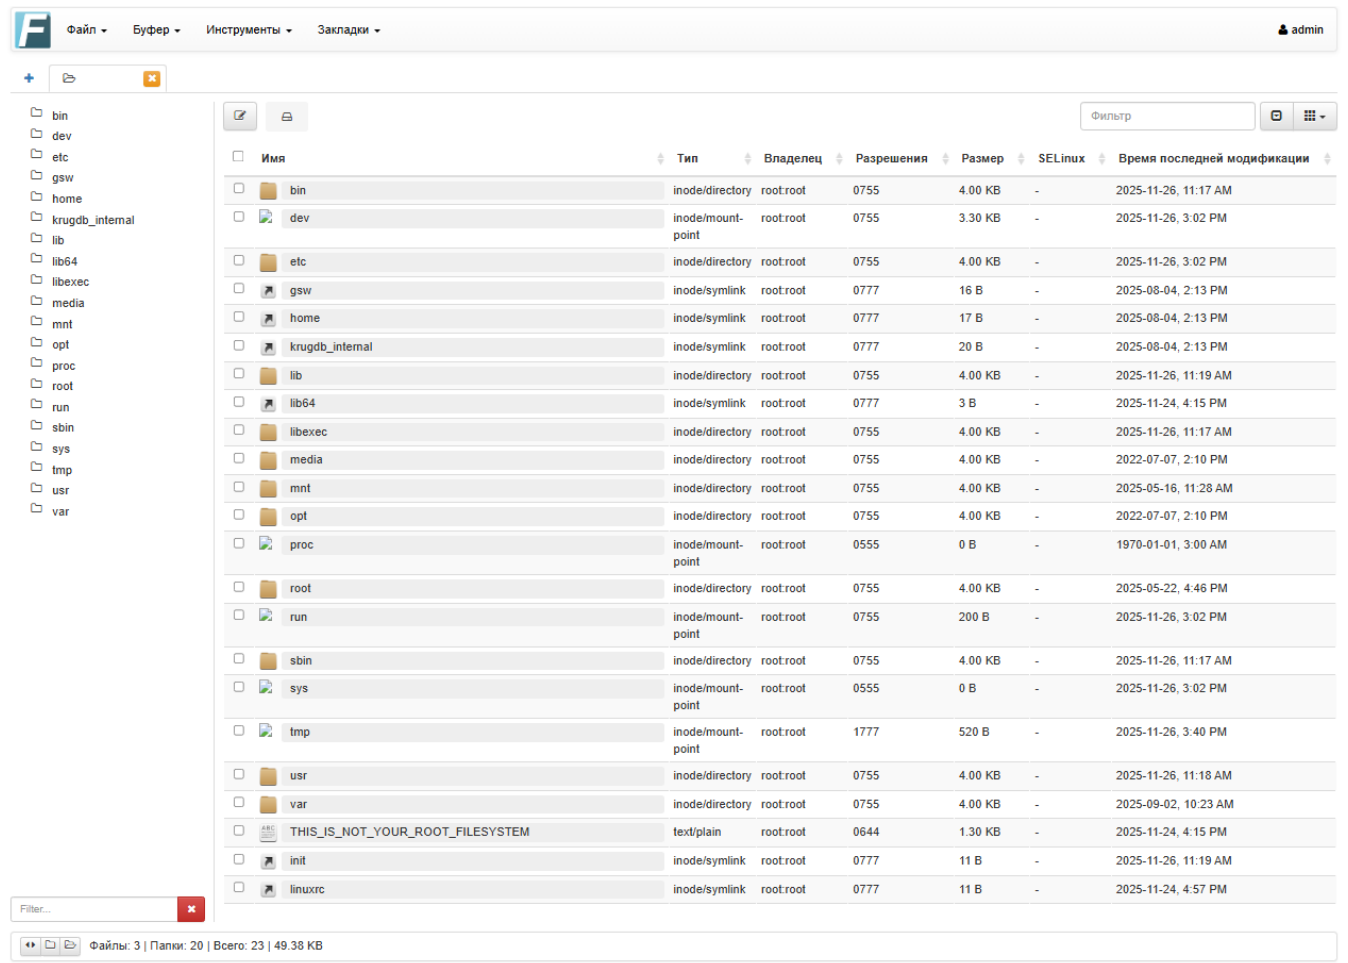 F Файл Буфер Инструменты Закладки admin
bin
dev
etc
gsw
home
krugdb_internal
lib
lib64
libexec
media
mnt
opt
proc
root
run
sbin
sys
tmp
usr
var
Filter...
Фильтр
Имя Тип Владелец Разрешения Размер SELinux Время последней модификации
bin inode/directory root:root 0755 4.00 KB - 2025-11-26, 11:17 AM
dev inode/mount- root:root 0755 3.30 KB - 2025-11-26, 3:02 PM
point
etc inode/directory root:root 0755 4.00 KB - 2025-11-26, 3:02 PM
gsw inode/symlink root:root 0777 16 B - 2025-08-04, 2:13 PM
home inode/symlink root:root 0777 17 B - 2025-08-04, 2:13 PM
krugdb_internal inode/symlink root:root 0777 20 B - 2025-08-04, 2:13 PM
lib inode/directory root:root 0755 4.00 KB - 2025-11-26, 11:19 AM
lib64 inode/symlink root:root 0777 3 B - 2025-11-24, 4:15 PM
libexec inode/directory root:root 0755 4.00 KB - 2025-11-26, 11:17 AM
media inode/directory root:root 0755 4.00 KB - 2022-07-07, 2:10 PM
mnt inode/directory root:root 0755 4.00 KB - 2025-05-16, 11:28 AM
opt inode/directory root:root 0755 4.00 KB - 2022-07-07, 2:10 PM
proc inode/mount- root:root 0555 0 B - 1970-01-01, 3:00 AM
point
root inode/directory root:root 0755 4.00 KB - 2025-05-22, 4:46 PM
run inode/mount- root:root 0755 200 B - 2025-11-26, 3:02 PM
point
sbin inode/directory root:root 0755 4.00 KB - 2025-11-26, 11:17 AM
sys inode/mount- root:root 0555 0 B - 2025-11-26, 3:02 PM
point
tmp inode/mount- root:root 1777 520 B - 2025-11-26, 3:40 PM
point
usr inode/directory root:root 0755 4.00 KB - 2025-11-26, 11:18 AM
var inode/directory root:root 0755 4.00 KB - 2025-09-02, 10:23 AM
THIS_IS_NOT_YOUR_ROOT_FILESYSTEM text/plain root:root 0644 1.30 KB - 2025-11-24, 4:15 PM
init inode/symlink root:root 0777 11 B - 2025-11-26, 11:19 AM
linuxrc inode/symlink root:root 0777 11 B - 2025-11-24, 4:57 PM
Файлы: 3 | Папки: 20 | Всего: 23 | 49.38 KB